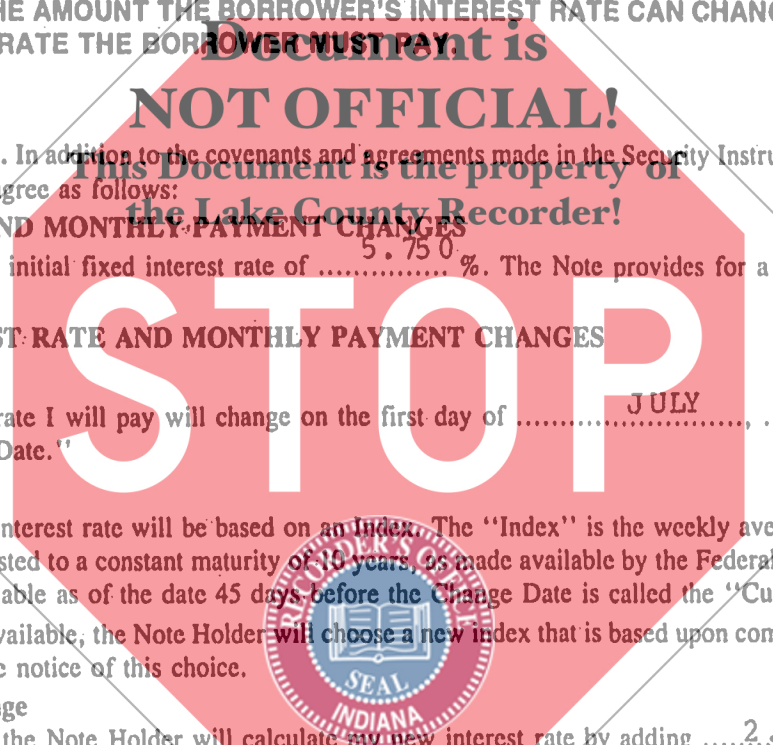 HE AMOUNT THE BORROWER'S INTEREST RATE CAN CHANG
RATE THE BORROWER MUST PAY.
Document is
NOT OFFICIAL!
This Document is the property of
the Lake County Recorder!
. In addition to the covenants and agreements made in the Security Instru
gree as follows:
ND MONTHLY PAYMENT CHANGES
initial fixed interest rate of ............... 5.750 %. The Note provides for a
ST RATE AND MONTHLY PAYMENT CHANGES
STOP
rate I will pay will change on the first day of ......................JULY, .
Date."
nterest rate will be based on an Index. The "Index" is the weekly ave
sted to a constant maturity of 10 years, as made available by the Federal
able as of the date 45 days before the Change Date is called the "Cu
vailable, the Note Holder will choose a new index that is based upon com
e notice of this choice.
RECORDER'S OFFICE
SEAL
INDIANA
nge
the Note Holder will calculate my new interest rate by adding .....2.